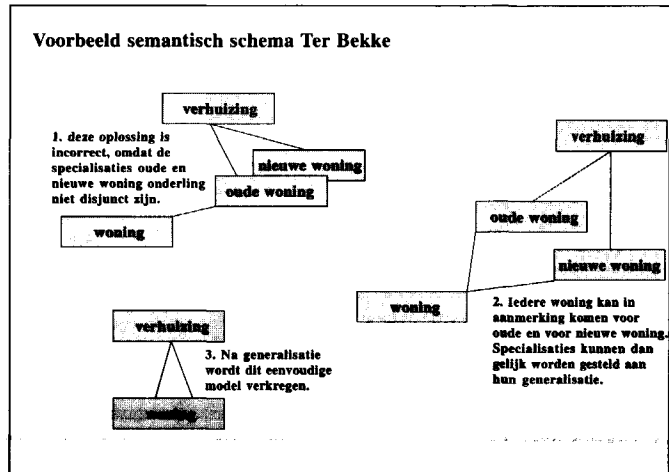 Voorbeeld semantisch schema Ter Bekke
verhuizing
1. deze oplossing is
incorrect, omdat de
specialisaties oude en
nieuwe woning onderling
niet disjunct zijn.
nieuwe woning
oude woning
woning
verhuizing
oude woning
nieuwe woning
woning
2. Iedere woning kan in
aanmerking komen voor
oude en voor nieuwe woning.
Specialisaties kunnen dan
gelijk worden gesteld aan
hun generalisatie.
verhuizing
3. Na generalisatie
wordt dit eenvoudige
model verkregen.
woning